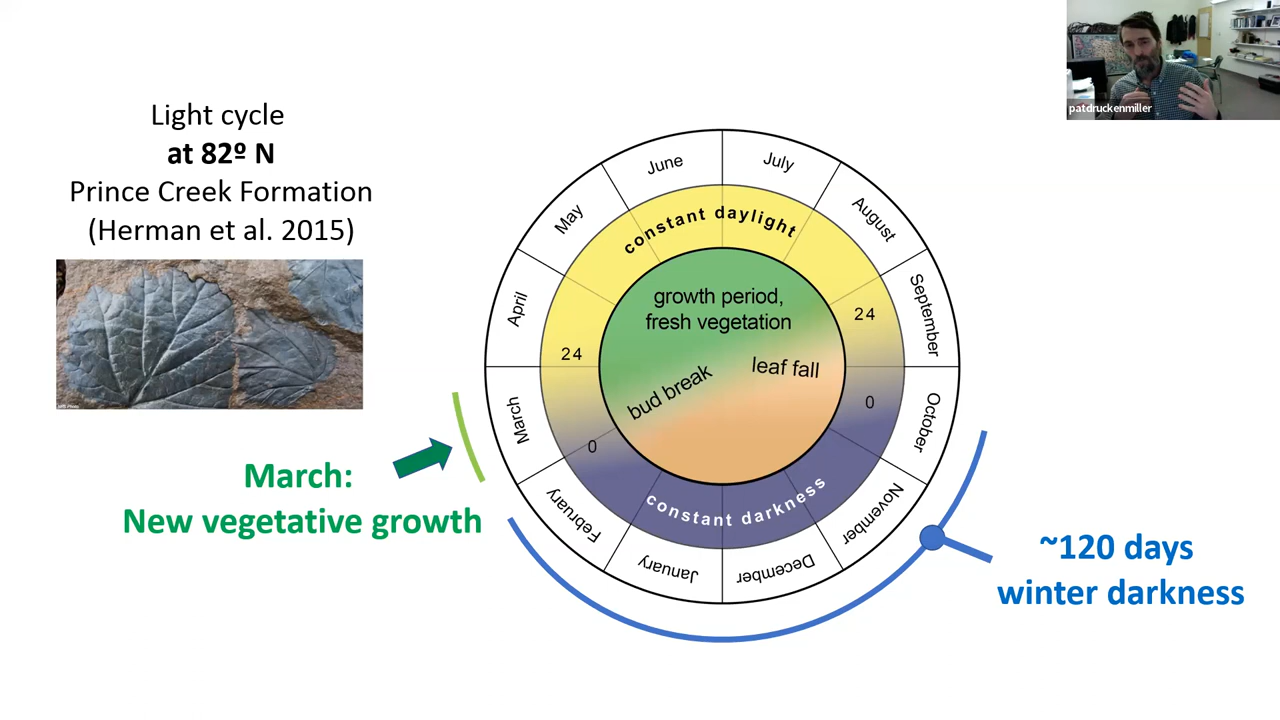 patdruckenmiller
Light cycle
at 82º N
Prince Creek Formation
(Herman et al. 2015)
June
July
May
August
April
September
March
October
February
November
January
December
constant daylight
24
24
0
0
constant darkness
growth period,
fresh vegetation
bud break
leaf fall
March:
New vegetative growth
~120 days
winter darkness